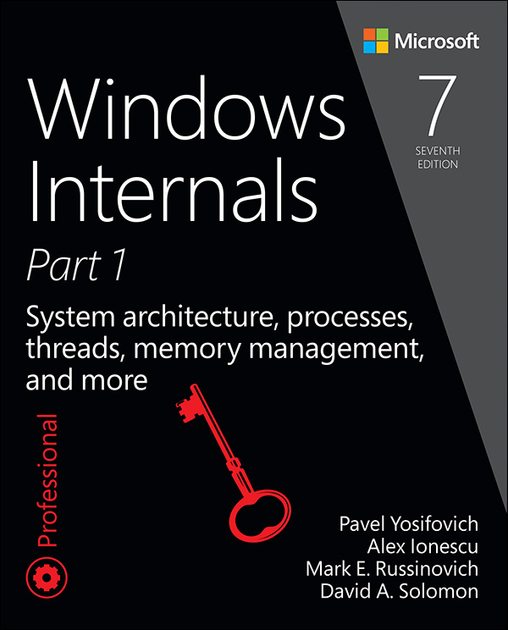 Microsoft
Windows
Internals
7
SEVENTH
EDITION
Part 1
System architecture, processes,
threads, memory management,
and more
Professional
Pavel Yosifovich
Alex Ionescu
Mark E. Russinovich
David A. Solomon